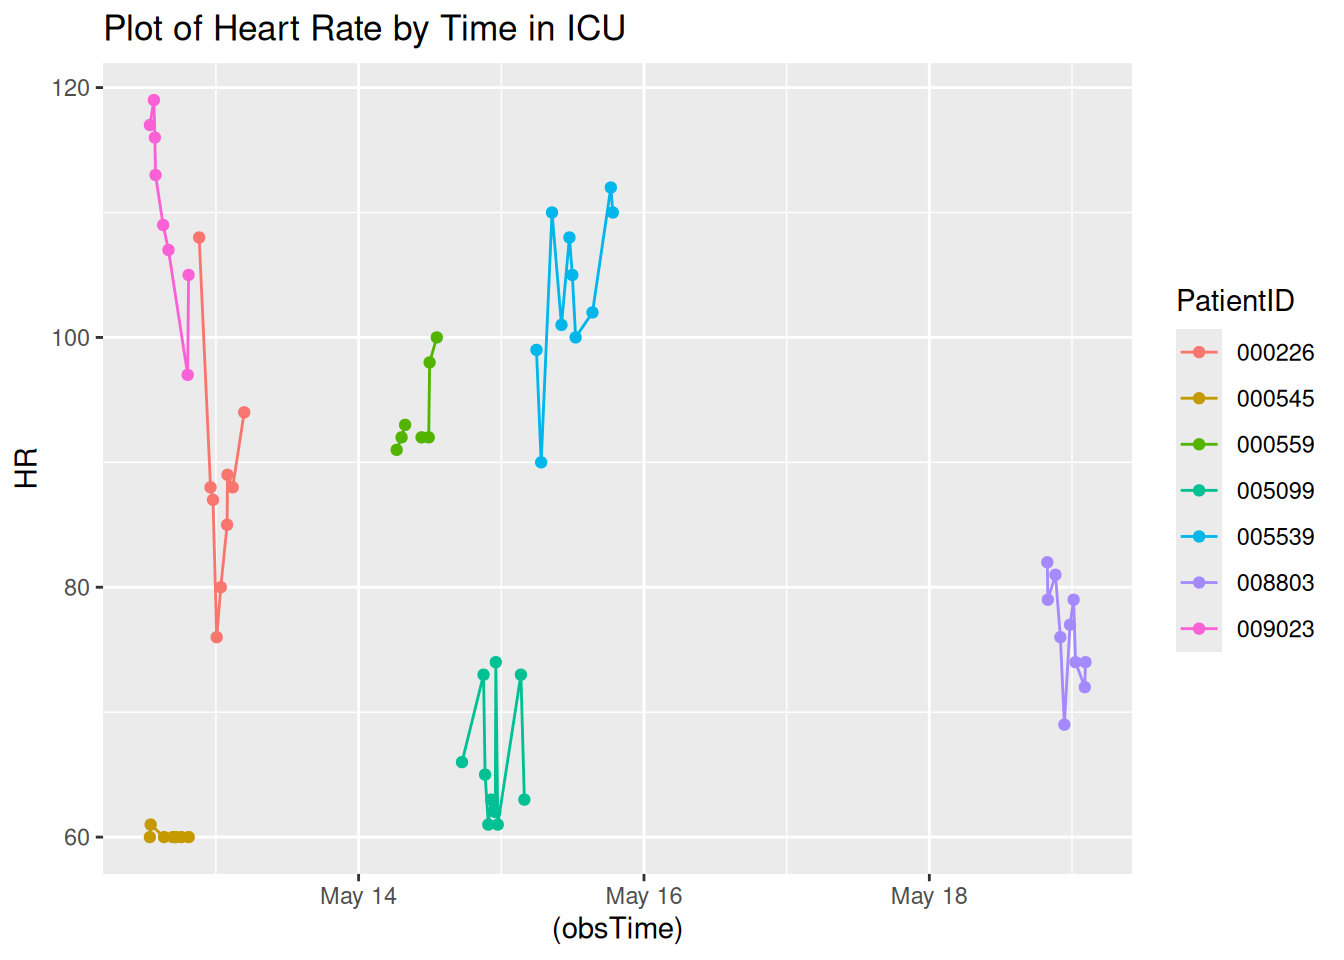 Plot of Heart Rate by Time in ICU
120
100
80
60
HR
May 14
May 16
May 18
(obsTime)
PatientID
000226
000545
000559
005099
005539
008803
009023